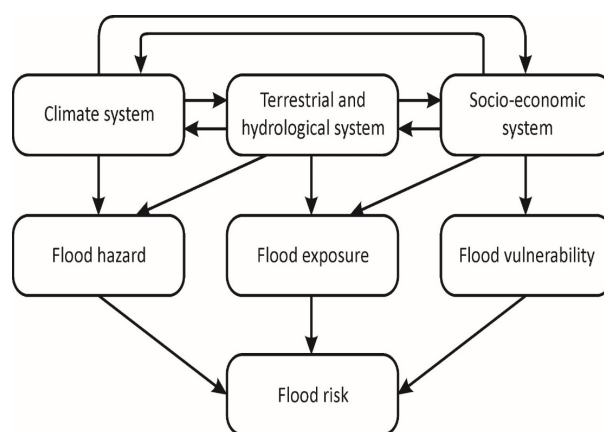 Climate system
Terrestrial and
hydrological system
Socio-economic
system
Flood hazard
Flood exposure
Flood vulnerability
Flood risk